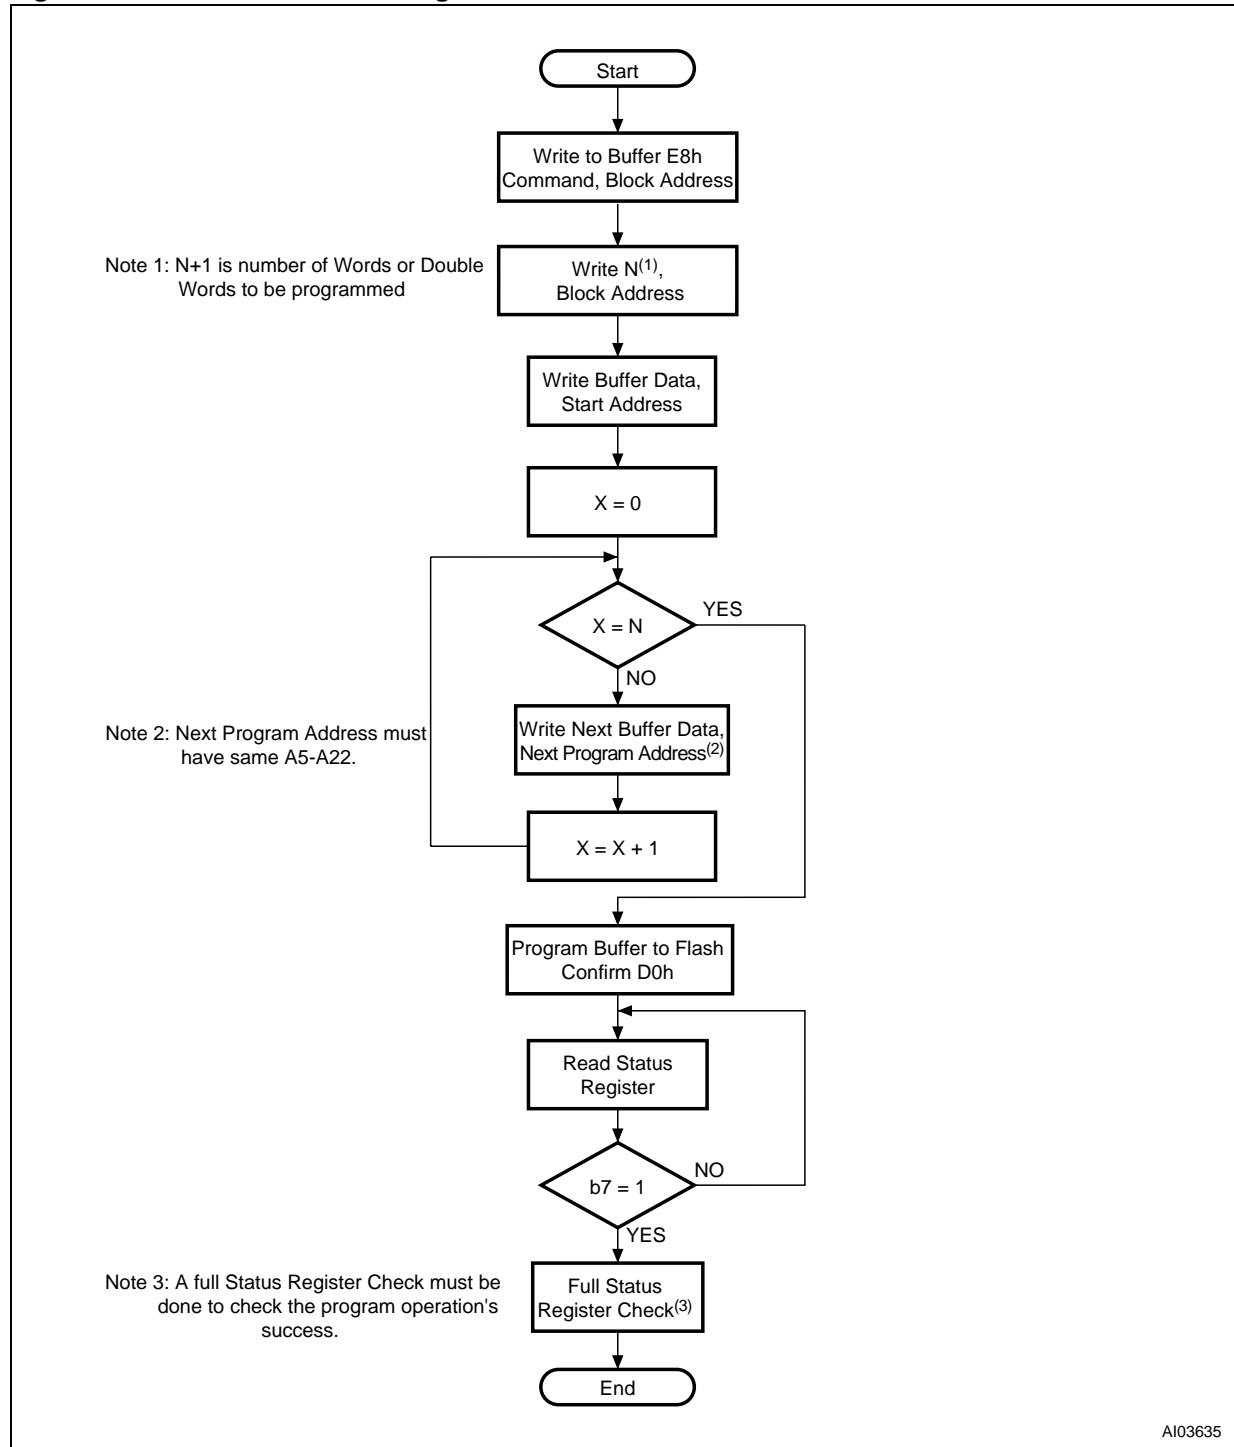 Start
Write to Buffer E8h
Command, Block Address
Note 1: N+1 is number of Words or Double
Words to be programmed
Write N(1),
Block Address
Write Buffer Data,
Start Address
X = 0
X = N
YES
NO
Note 2: Next Program Address must
have same A5-A22.
Write Next Buffer Data,
Next Program Address(2)
X = X + 1
Program Buffer to Flash
Confirm D0h
Read Status
Register
b7 = 1
NO
YES
Note 3: A full Status Register Check must be
done to check the program operation's
success.
Full Status
Register Check(3)
End
AI03635